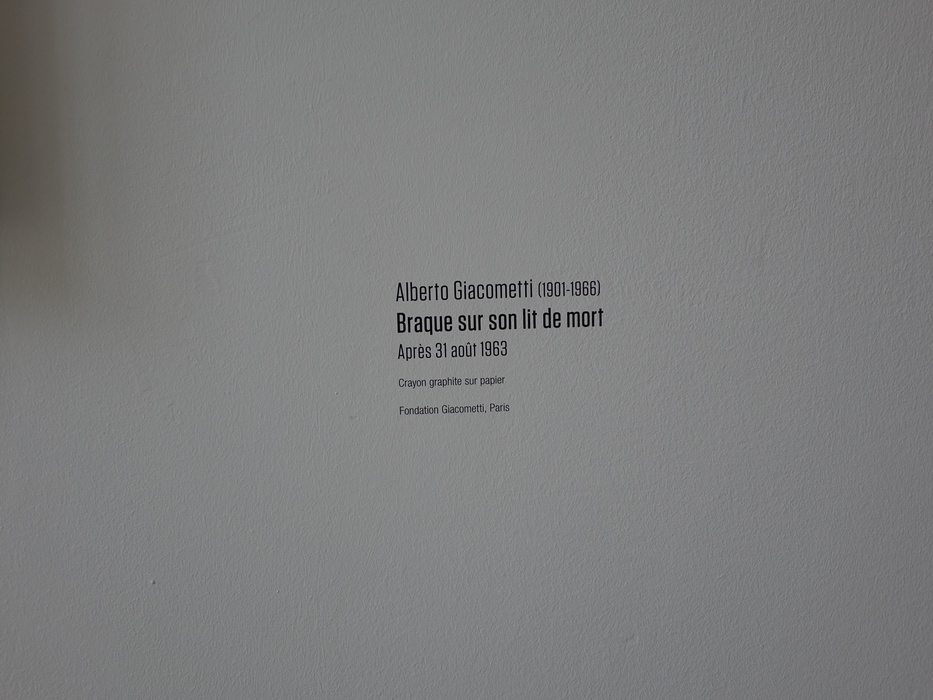 Alberto Giacometti (1901-1966)
Braque sur son lit de mort
Après 31 août 1963
Crayon graphite sur papier
Fondation Giacometti, Paris